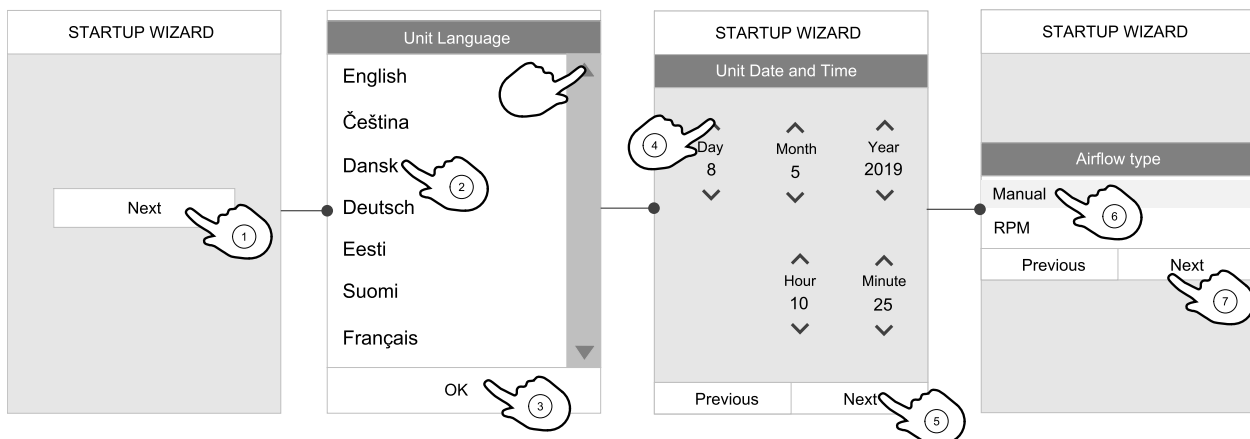 STARTUP WIZARD
Next
1
Unit Language
English
Čeština
Dansk
2
Deutsch
Eesti
Suomi
Français
OK
3
STARTUP WIZARD
Unit Date and Time
4
Day
Month
Year
8
5
2019
Hour
Minute
10
25
Previous
Next
5
STARTUP WIZARD
Airflow type
Manual
6
RPM
Previous
Next
7